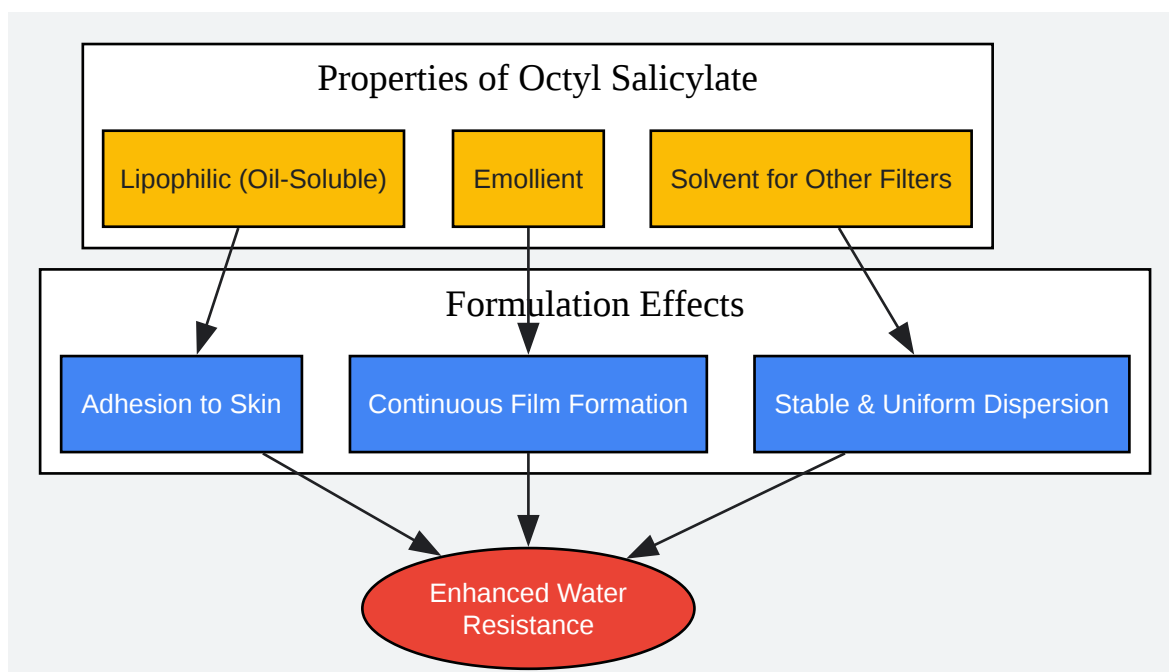 Properties of Octyl Salicylate
Lipophilic (Oil-Soluble)
Emollient
Solvent for Other Filters
Formulation Effects
Adhesion to Skin
Continuous Film Formation
Stable & Uniform Dispersion
Enhanced Water
Resistance